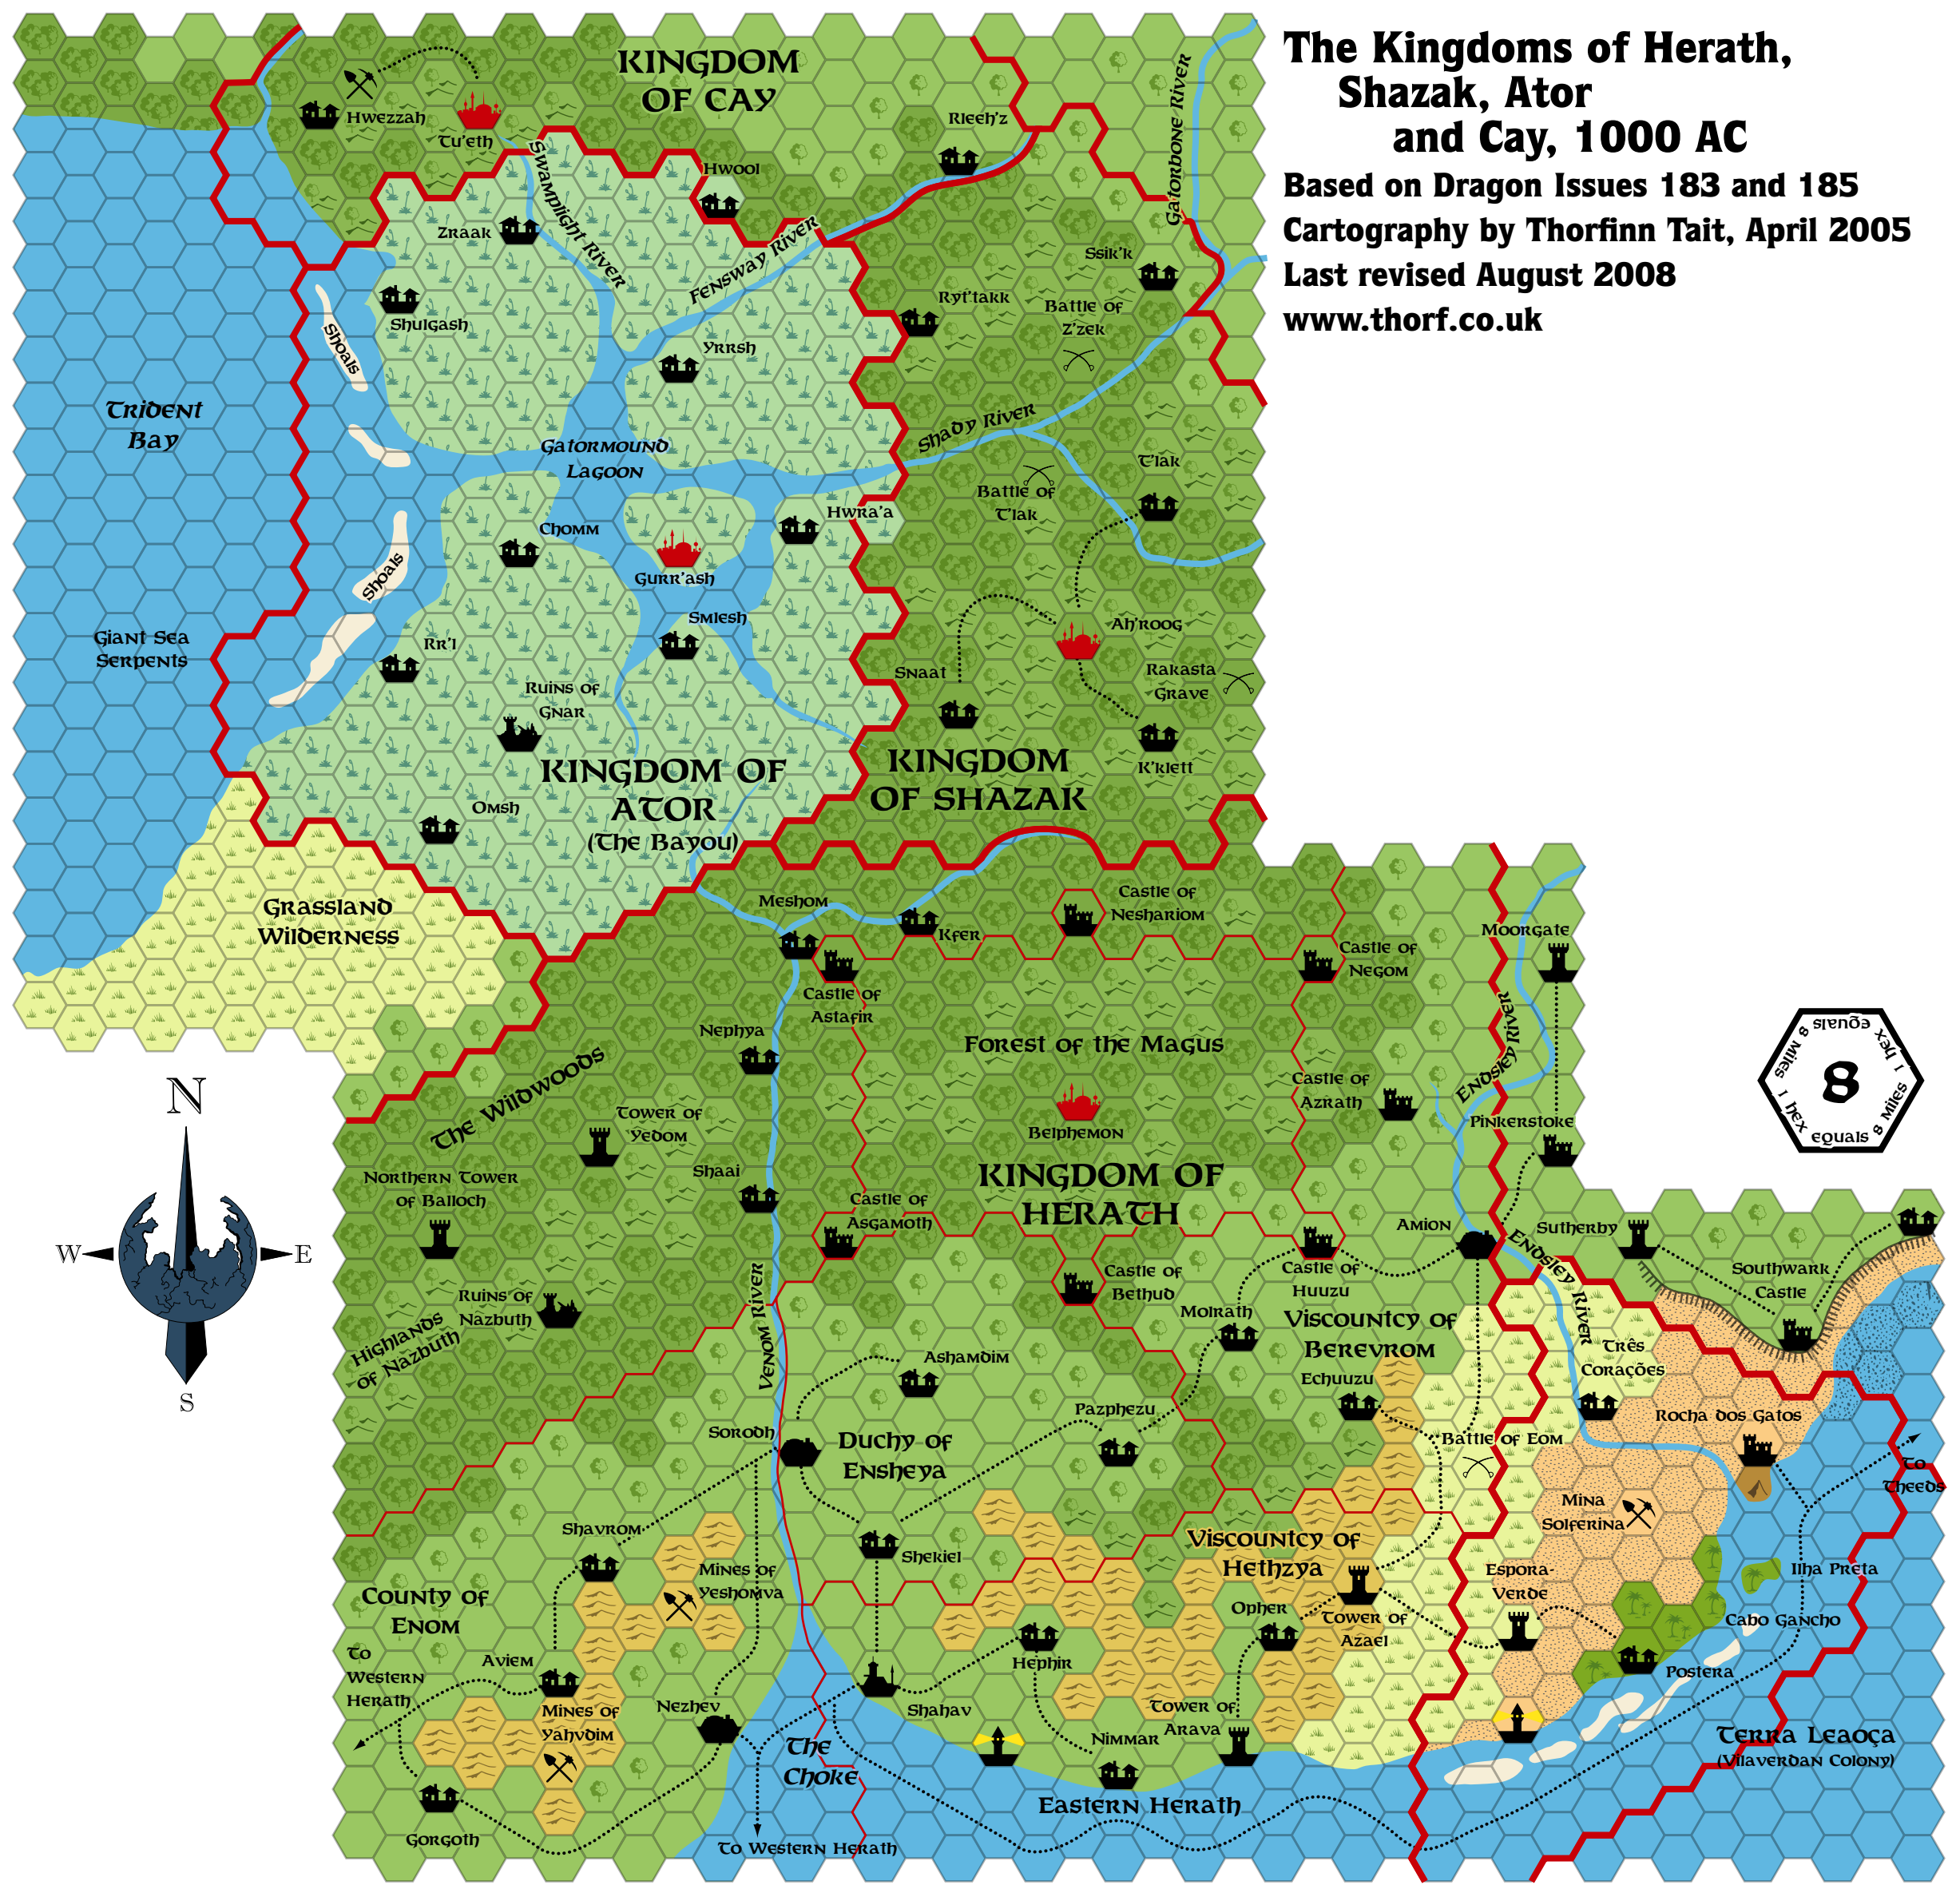 The Kingdoms of Herath,
Shazak, Ator
and Cay, 1000 AC
Based on Dragon Issues 183 and 185
Cartography by Thorfinn Tait, April 2005
Last revised August 2008
www.thorf.co.uk
KINGDOM
OF CAY
Hwezzah
Tu'eth
Rleeh'z
Gatorbone River
Swamplight River
Hwool
Zraak
Fensway River
Ssik'k
Shulgash
Shoals
Ryt'takk
Battle of
Z'zek
Yrrsh
Trident
Bay
Shady River
Gatormound
Lagoon
T'lak
Battle of
T'lak
Chomm
Hwra'a
Shoals
Gurr'ash
Smlesh
Ah'roog
Giant Sea
Serpents
Rr'l
Snaat
Rakasta
Grave
Ruins of
Gnar
KINGDOM OF
ATOR
(The Bayou)
KINGDOM
OF SHAZAK
K'klett
Omsh
Grassland
Wilderness
Meshom
Kfer
Castle of
Neshariom
Castle of
Negom
Moorgate
Castle of
Astafir
Nephya
Forest of the Magus
Endsley River
The Wildwoods
Tower of
Yedom
Belphemon
Castle of
Azrath
Pinkerstoke
1 hex equals 8 Miles
1 hex equals 8 Miles
8
N
W
E
S
Northern Tower
of Balloch
Shaai
KINGDOM OF
HERATH
Castle of
Asgamoth
Amion
Sutherby
Endsley River
Southwark
Castle
Castle of
Bethud
Castle of
Huuzu
Molrath
Ruins of
Nazbuth
Highlands
of Nazbuth
Venom River
Viscountcy of
Berevrom
Três
Corações
Ashamdim
Echuuzu
Pazphezu
Rocha dos Gatos
Sorodh
Duchy of
Ensheya
Battle of Eom
To
Theeds
Mina
Solferina
Shavrom
Shekiel
Viscountcy of
Hethzya
Mines of
Yeshomva
Espora-
Verde
Ilha Preta
County of
Enom
Opher
Tower of
Azael
Cabo Gancho
To
Western
Herath
Aviem
Hephir
Postera
Mines of
Yahvdim
Nezhev
Shahav
Tower of
Arava
Nimmar
Terra Leaoça
(Vilaverdan Colony)
The
Choke
Eastern Herath
Gorgoth
To Western Herath